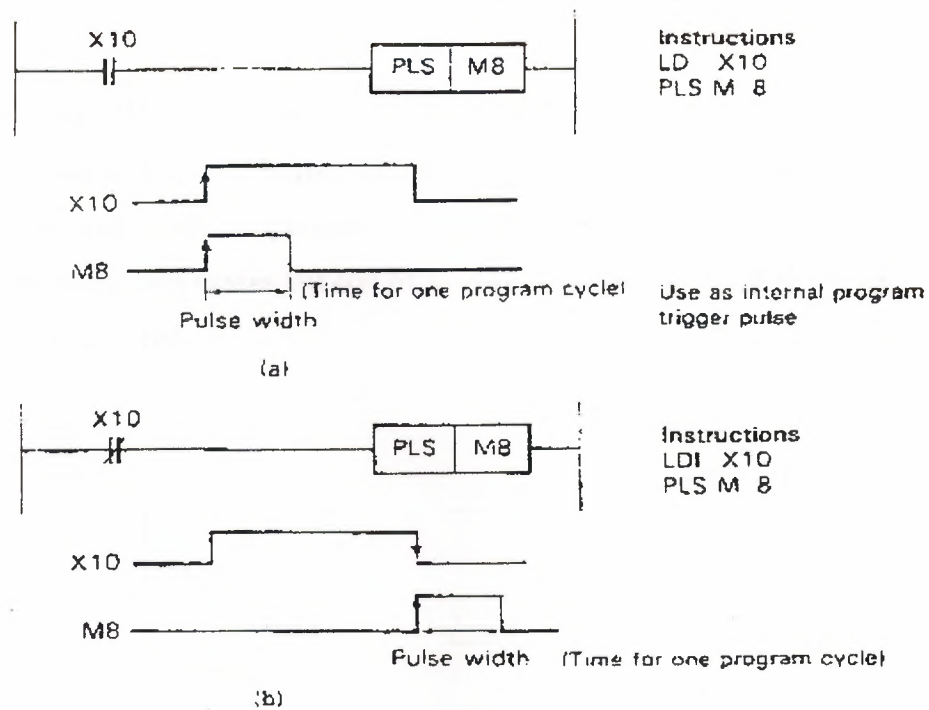 X10
PLS M8
Instructions
LD X10
PLS M 8
X10
M8
(Time for one program cycle)
Pulse width
Use as internal program
trigger pulse
(a)
X10
PLS M8
Instructions
LDI X10
PLS M 8
X10
M8
Pulse width (Time for one program cycle)
(b)